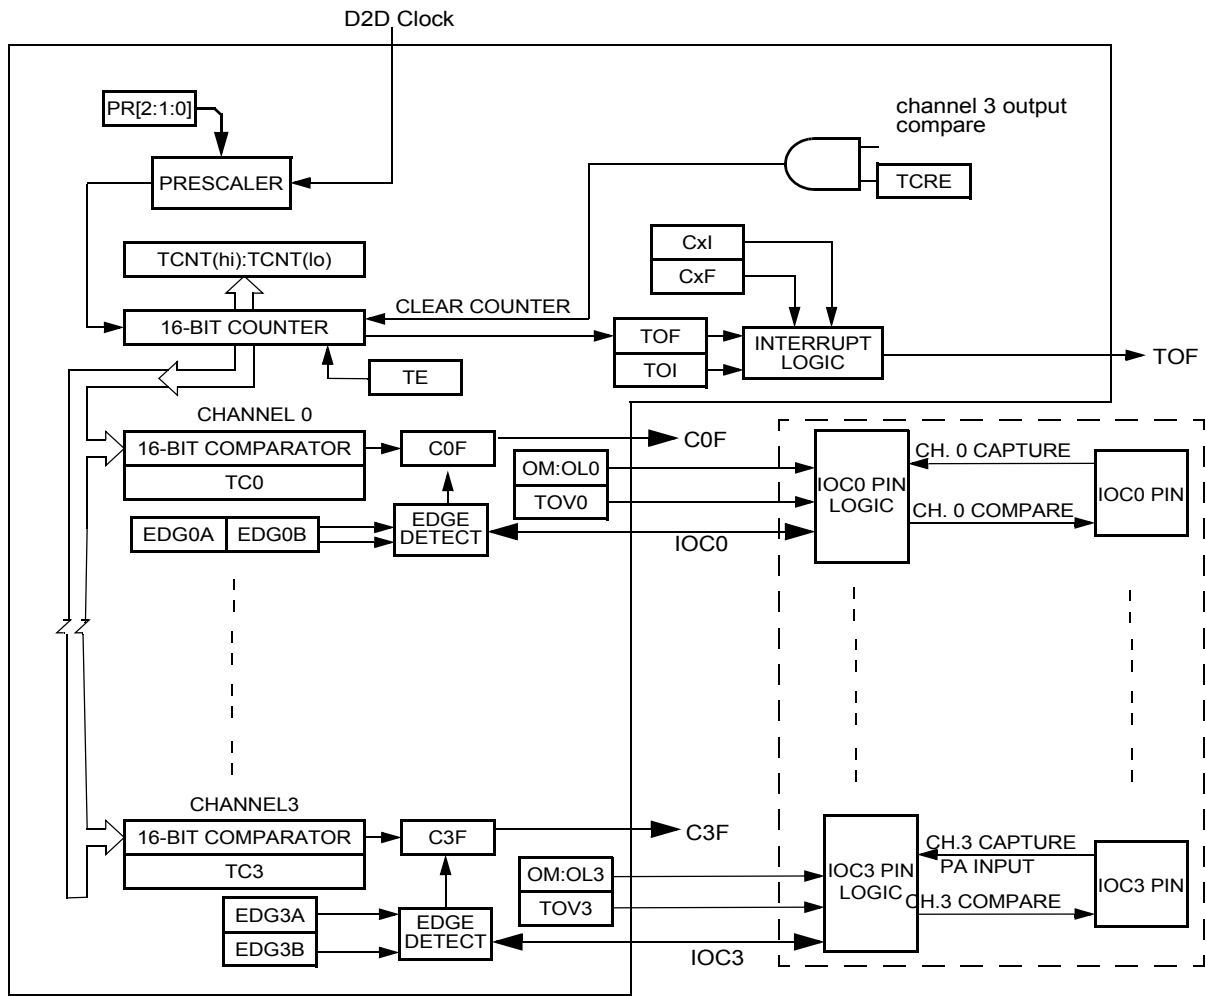 D2D Clock
PR[2:1:0]
channel 3 output
compare
PRESCALER
TCRE
CxI
TCNT(hi):TCNT(lo)
CxF
CLEAR COUNTER
16-BIT COUNTER
TOF
INTERRUPT
LOGIC
TOF
TOI
TE
CHANNEL 0
16-BIT COMPARATOR
C0F
C0F
TC0
OM:OL0
TOV0
IOC0 PIN
LOGIC
CH. 0 CAPTURE
IOC0 PIN
CH. 0 COMPARE
EDG0A
EDG0B
EDGE
DETECT
IOC0
CHANNEL3
16-BIT COMPARATOR
C3F
C3F
TC3
OM:OL3
TOV3
IOC3 PIN
LOGIC
CH.3 CAPTURE
PA INPUT
IOC3 PIN
CH.3 COMPARE
EDG3A
EDG3B
EDGE
DETECT
IOC3